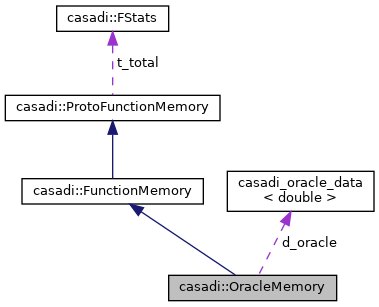 casadi::FStats
t_total
casadi::ProtoFunctionMemory
casadi::FunctionMemory
casadi_oracle_data
< double >
d_oracle
casadi::OracleMemory